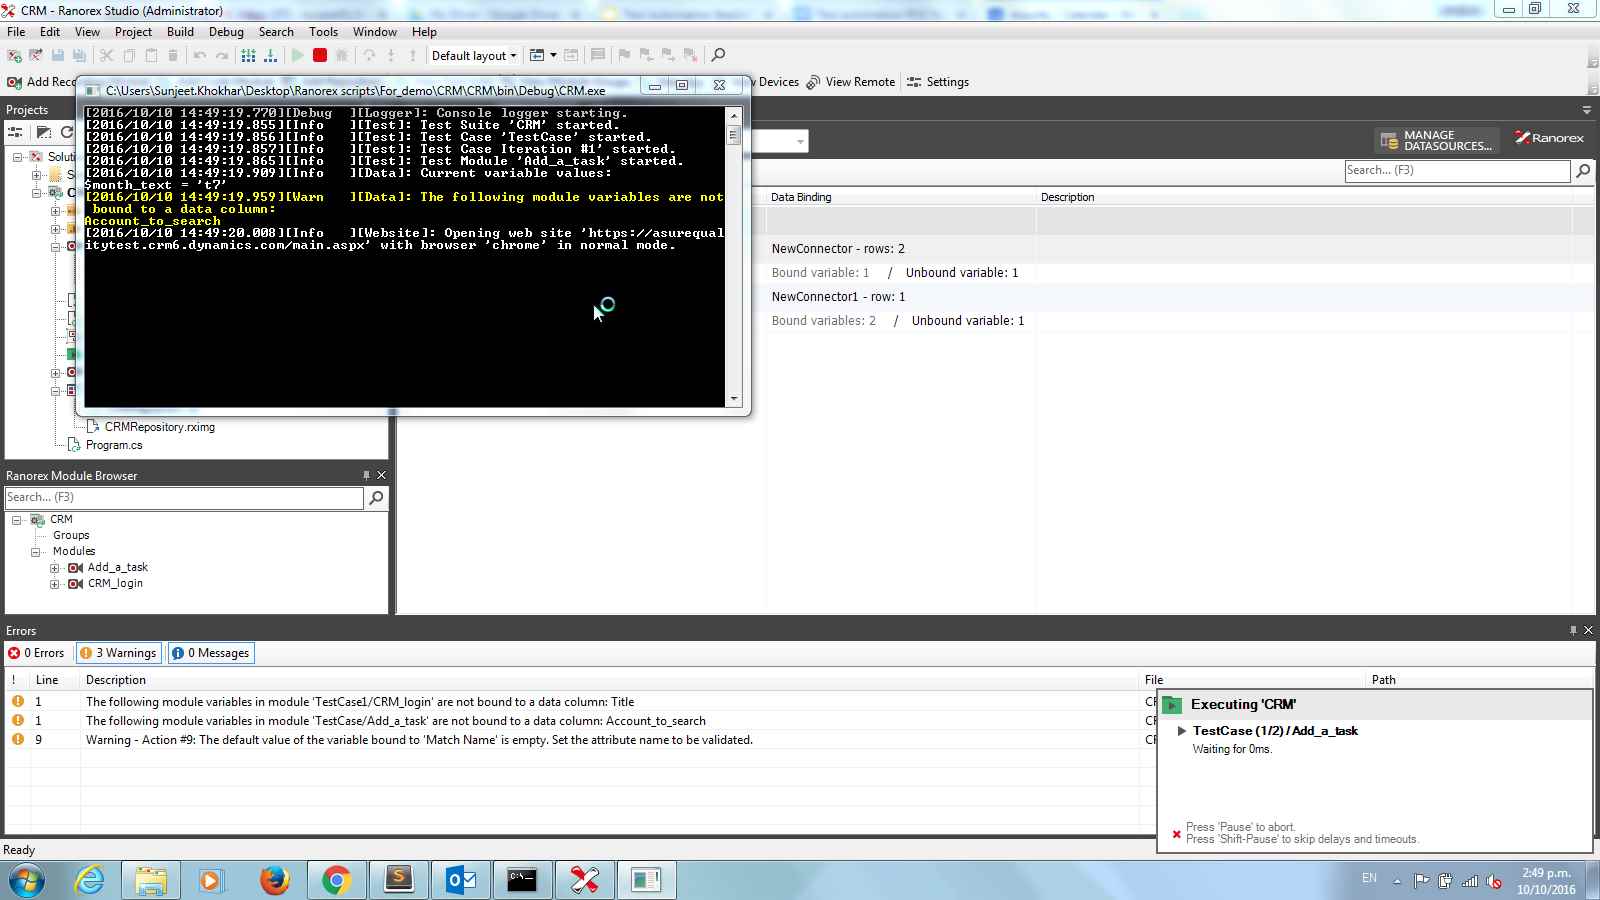 CRM - Ranorex Studio (Administrator)
File Edit View Project Build Debug Search Tools Window Help
Default layout
Add Rec
View Remote
Settings
C:\Users\Sunjeet.Khokhar\Desktop\Ranorex scripts\For_demo\CRM\CRM\bin\Debug\CRM.exe
ew Devices
Projects
[2016/10/10 14:49:19.770][Debug ][Logger]: Console logger starting.
[2016/10/10 14:49:19.855][Info ][Test]: Test Suite 'CRM' started.
[2016/10/10 14:49:19.856][Info ][Test]: Test Case 'TestCase' started.
[2016/10/10 14:49:19.857][Info ][Test]: Test Case Iteration #1' started.
[2016/10/10 14:49:19.865][Info ][Test]: Test Module 'Add_a_task' started.
[2016/10/10 14:49:19.909][Info ][Data]: Current variable values:
$month_text = 't7'
[2016/10/10 14:49:19.959][Warn ][Data]: The following module variables are not
bound to a data column:
Account_to_search
[2016/10/10 14:49:20.008][Info ][Website]: Opening web site 'https://asurequal
itytest.crm6.dynamics.com/main.aspx' with browser 'chrome' in normal mode.
MANAGE
DATASOURCES...
Ranorex
Search... (F3)
Data Binding
Description
NewConnector - rows: 2
Bound variable: 1 / Unbound variable: 1
NewConnector1 - row: 1
Bound variables: 2 / Unbound variable: 1
Soluti
S
C
CRMRepository.rximg
Program.cs
Ranorex Module Browser
Search... (F3)
CRM
Groups
Modules
Add_a_task
CRM_login
Errors
0 Errors
3 Warnings
0 Messages
! Line Description File Path
1 The following module variables in module 'TestCase1/CRM_login' are not bound to a data column: Title CF
1 The following module variables in module 'TestCase/Add_a_task' are not bound to a data column: Account_to_search CF
9 Warning - Action #9: The default value of the variable bound to 'Match Name' is empty. Set the attribute name to be validated. CF
Executing 'CRM'
TestCase (1/2) / Add_a_task
Waiting for 0ms.
Press 'Pause' to abort.
Press 'Shift-Pause' to skip delays and timeouts.
Ready
EN
2:49 p.m.
10/10/2016